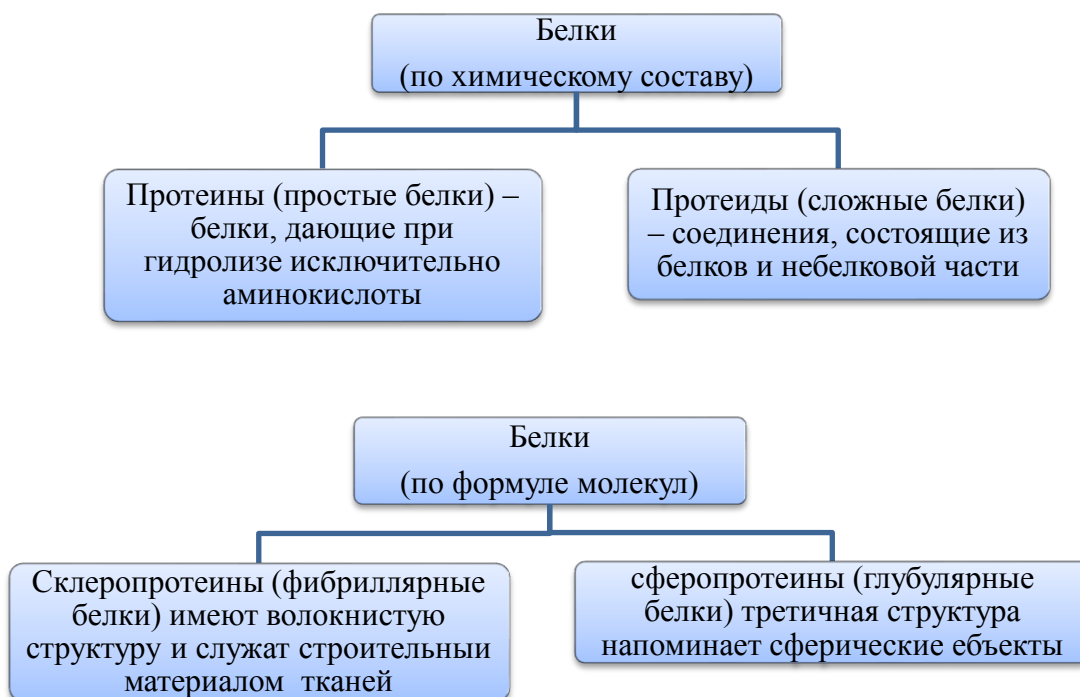 Белки
(по химическому составу)
Протеины (простые белки) –
белки, дающие при
гидролизе исключительно
аминокислоты
Протеиды (сложные белки)
– соединения, состоящие из
белков и небелковой части
Белки
(по формуле молекул)
Склеропротеины (фибриллярные
белки) имеют волокнистую
структуру и служат строительныи
материалом тканей
сферопротеины (глубулярные
белки) третичная структура
напоминает сферические еъбъекты